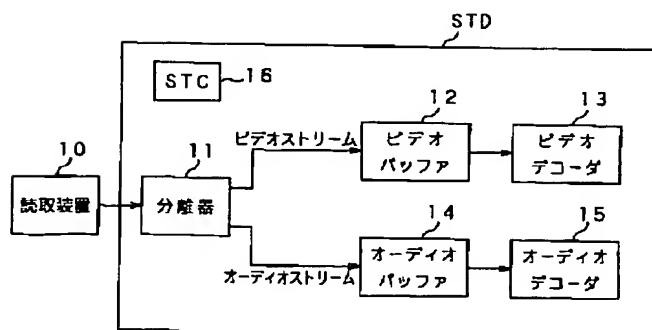 STD
STC
16
12
13
ビデオストリーム
ビデオ
バッファ
ビデオ
デコーダ
10
11
読取装置
分離器
14
15
オーディオストリーム
オーディオ
バッファ
オーディオ
デコーダ